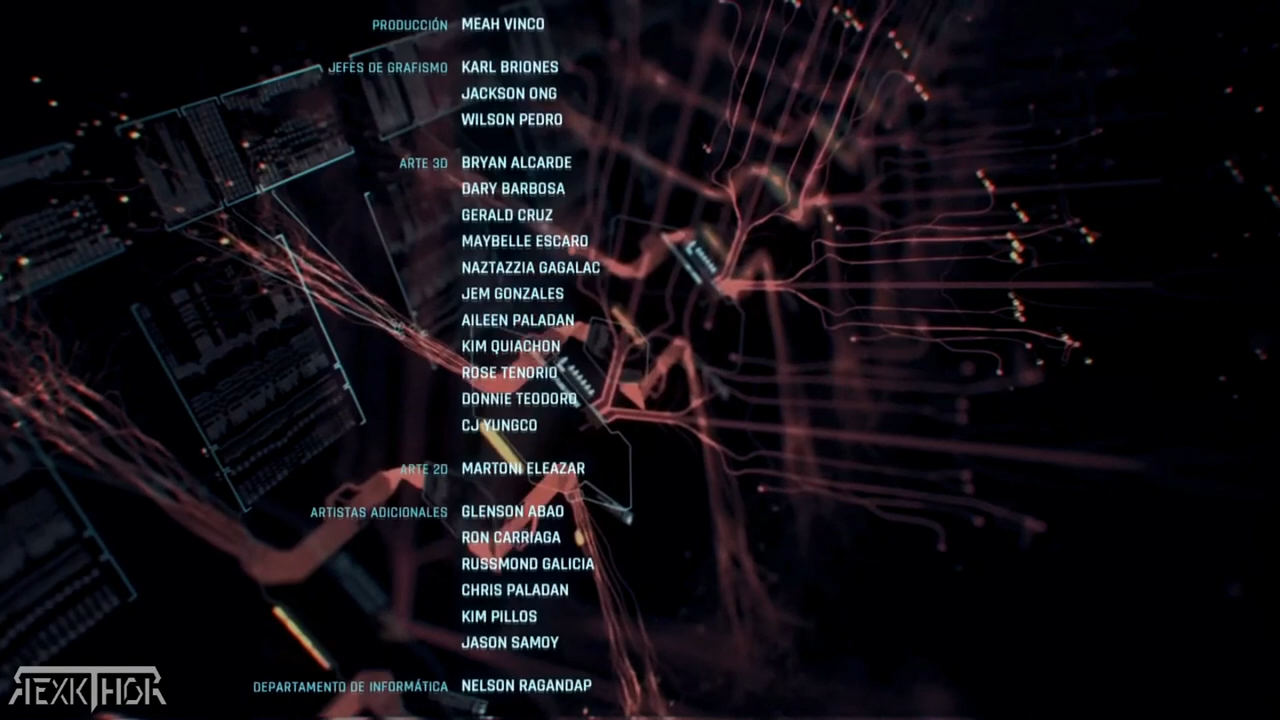 PRODUCCIÓN MEAH VINCO
JEFES DE GRAFISMO KARL BRIONES
JACKSON ONG
WILSON PEDRO
ARTE 3D BRYAN ALCARDE
DARY BARBOSA
GERALD CRUZ
MAYBELLE ESCARO
NAZTAZZIA GAGALAC
JEM GONZALES
AILEEN PALADAN
KIM QUIACHON
ROSE TENORIO
DONNIE TEODORO
CJ YUNGCO
ARTE 2D MARTONI ELEAZAR
ARTISTAS ADICIONALES GLENSON ABAO
RON CARRIAGA
RUSSMOND GALICIA
CHRIS PALADAN
KIM PILLOS
JASON SAMOY
DEPARTAMENTO DE INFORMÁTICA NELSON RAGANDAP
TEXKTHOR